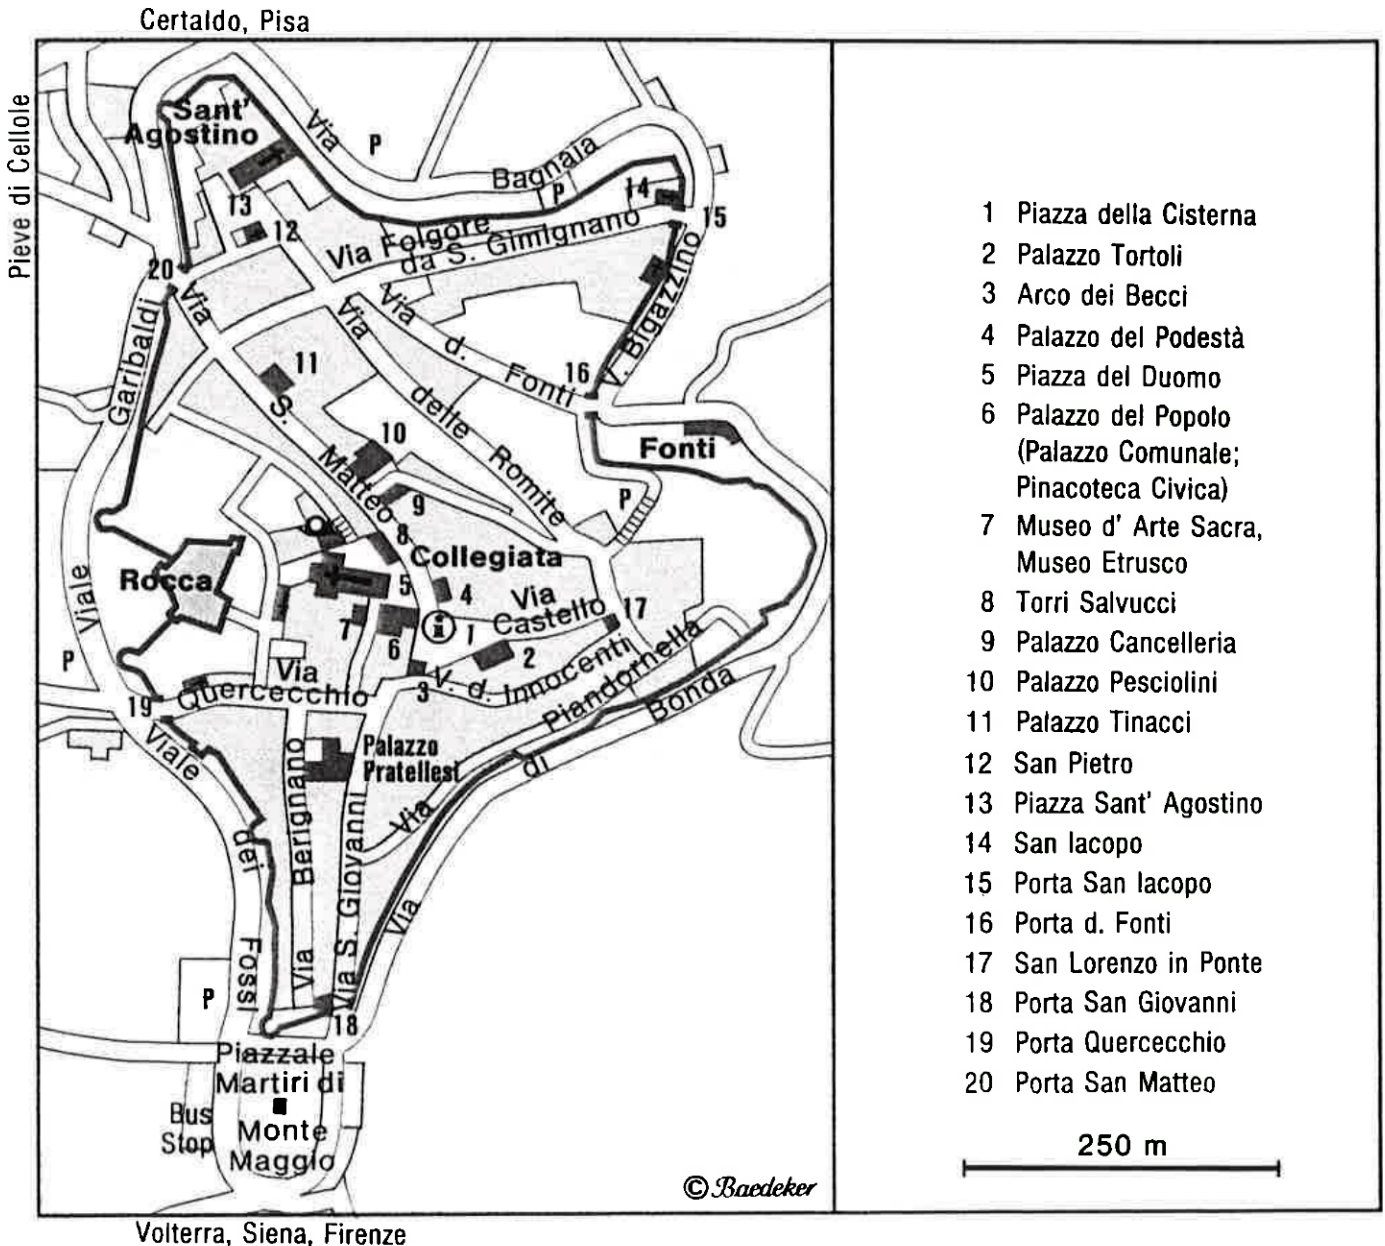 Certaldo, Pisa
Pieve di Cellole
Sant'
Agostino
Via
P
Bagnaia
P
14
15
13
12
Via Folgore
da S. Gimignano
20
Via
Via
Via
d.
Fonti
16
V. Bigazzino
Garibaldi
11
S.
delle
Romite
10
Matteo
Fonti
9
P
8
Collegiata
Rocca
5
4
Via
Castello
17
Viale
7
6
i
1
2
P
Via
Quercecchio
3
V. d. Innocenti
Piandornella
19
Bonda
Viale
Palazzo
Pratellesi
di
Via
dei
Berignano
S. Giovanni
Via
Fossi
Via
Via
P
18
Piazzale
Martiri di
Bus
Stop
Monte
Maggio
© Baedeker
Volterra, Siena, Firenze
1 Piazza della Cisterna
2 Palazzo Tortoli
3 Arco dei Becci
4 Palazzo del Podestà
5 Piazza del Duomo
6 Palazzo del Popolo
(Palazzo Comunale;
Pinacoteca Civica)
7 Museo d' Arte Sacra,
Museo Etrusco
8 Torri Salvucci
9 Palazzo Cancelleria
10 Palazzo Pesciolini
11 Palazzo Tinacci
12 San Pietro
13 Piazza Sant' Agostino
14 San Iacopo
15 Porta San Iacopo
16 Porta d. Fonti
17 San Lorenzo in Ponte
18 Porta San Giovanni
19 Porta Quercecchio
20 Porta San Matteo
250 m